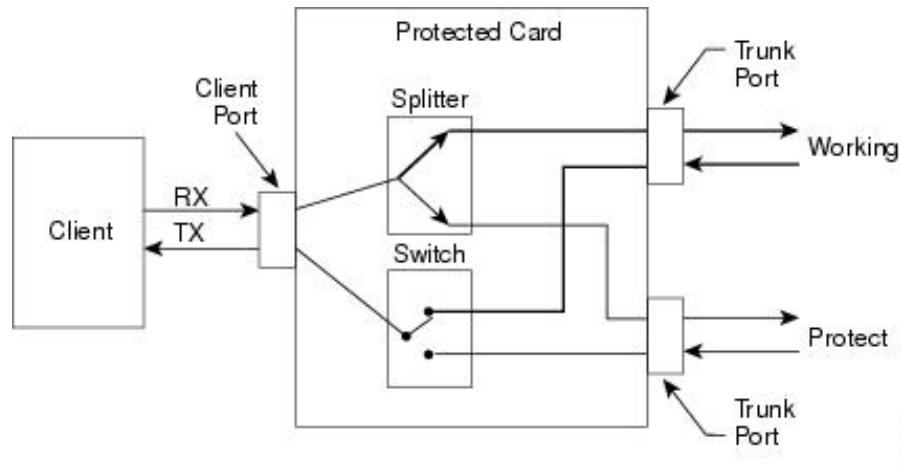 Protected Card
Trunk
Port
Client
Port
Splitter
Working
RX
Client
TX
Switch
Protect
Trunk
Port